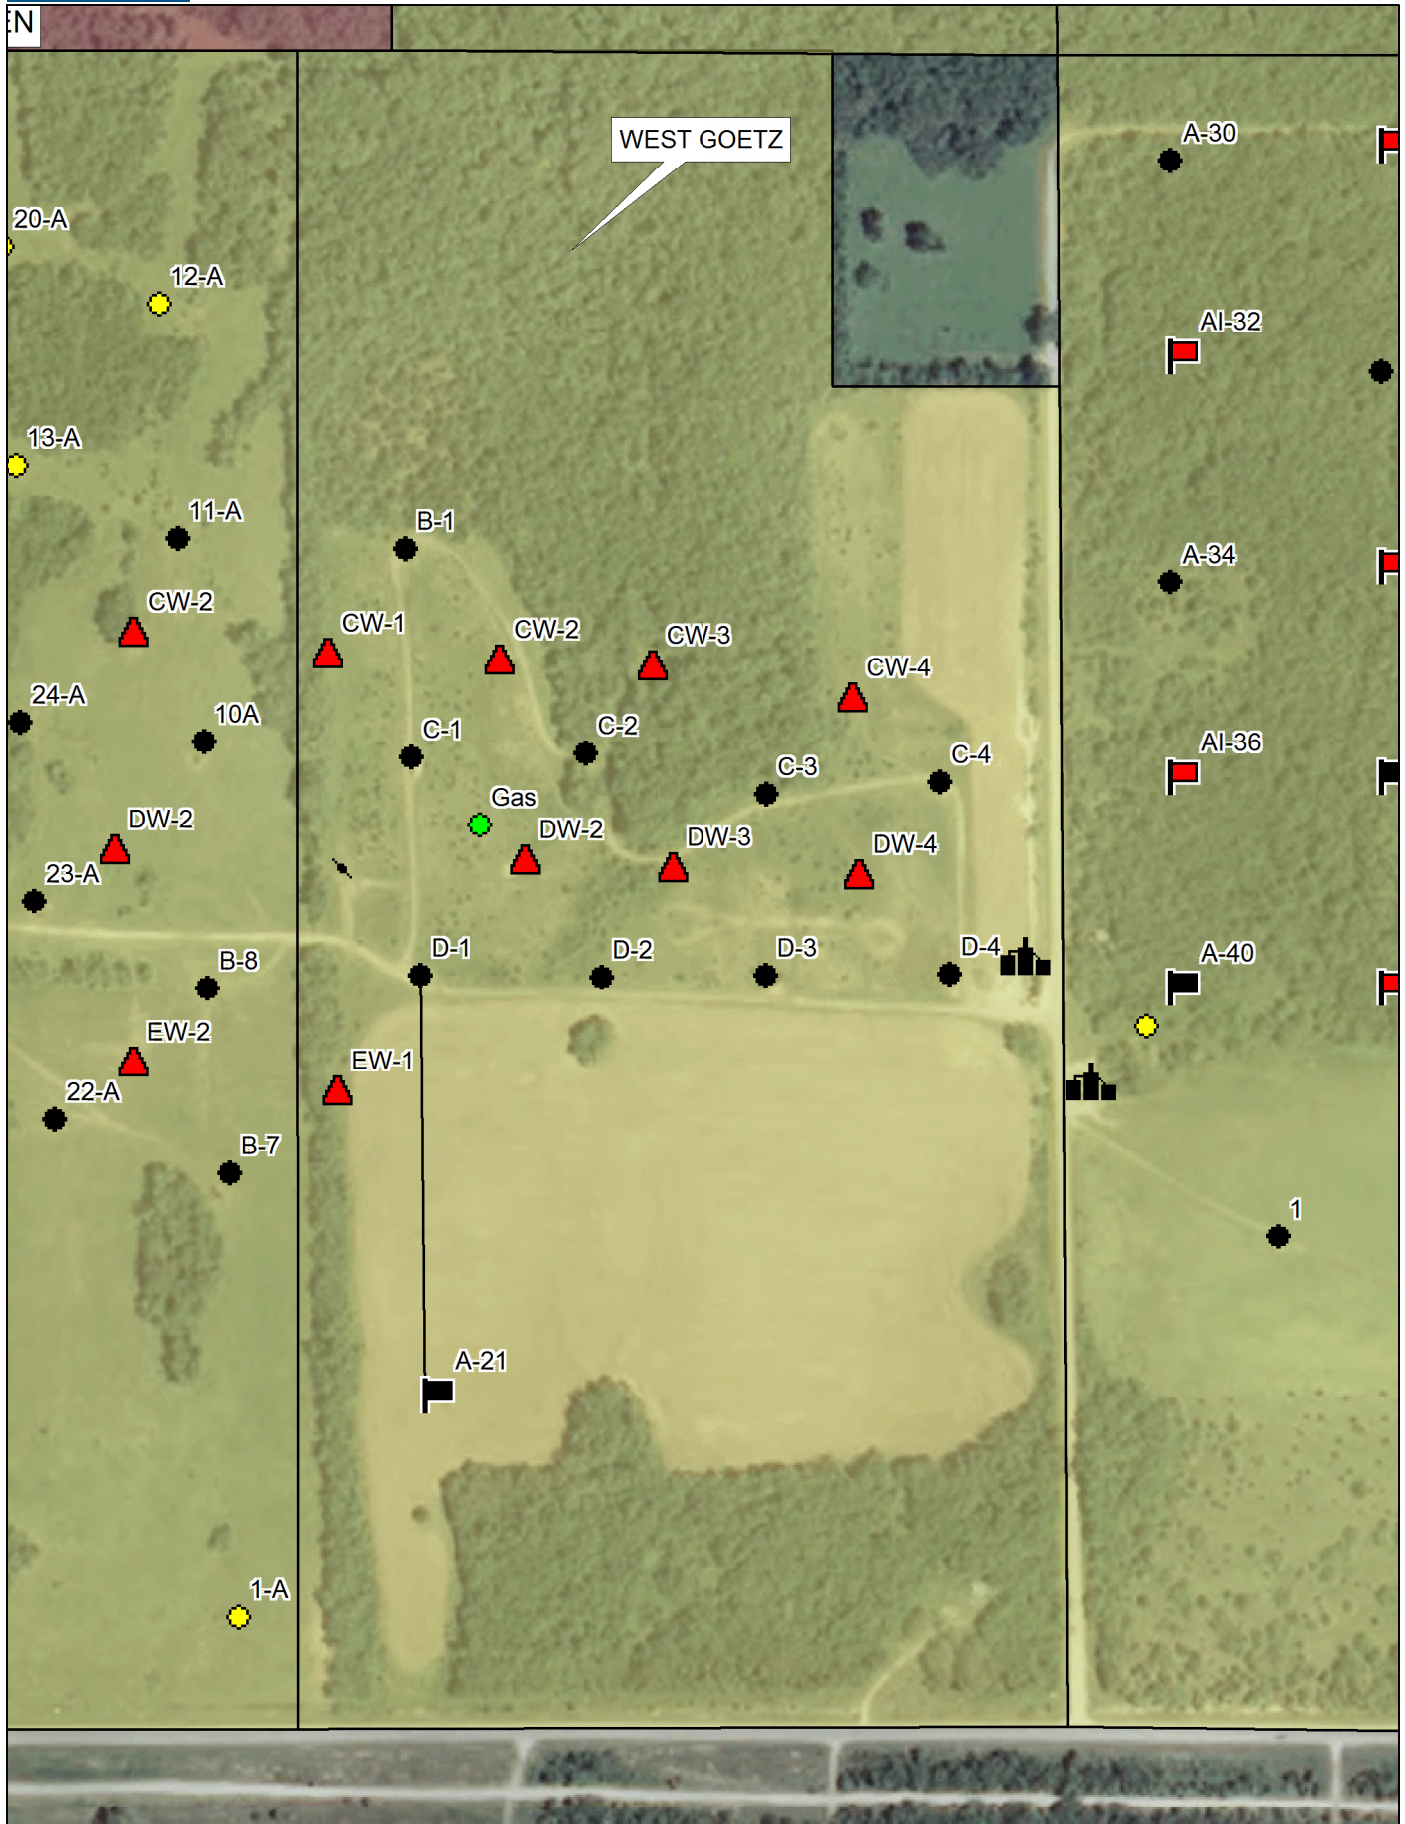 EN
WEST GOETZ
A-30
20-A
12-A
AI-32
13-A
11-A
B-1
A-34
CW-2
CW-1
CW-2
CW-3
CW-4
24-A
10A
C-1
C-2
C-3
C-4
AI-36
Gas
DW-2
DW-2
DW-3
DW-4
23-A
B-8
D-1
D-2
D-3
D-4
A-40
EW-2
EW-1
22-A
B-7
1
A-21
1-A